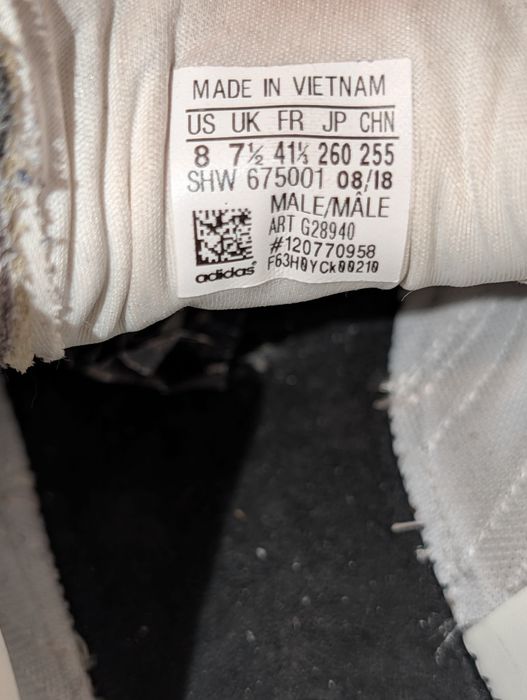 MADE IN VIETNAM
US UK FR JP CHN
8 7½ 41⅓ 260 255
SHW 675001 08/18
MALE/MÂLE
ART G28940
#120770958
F63H0YCk00210
adidas